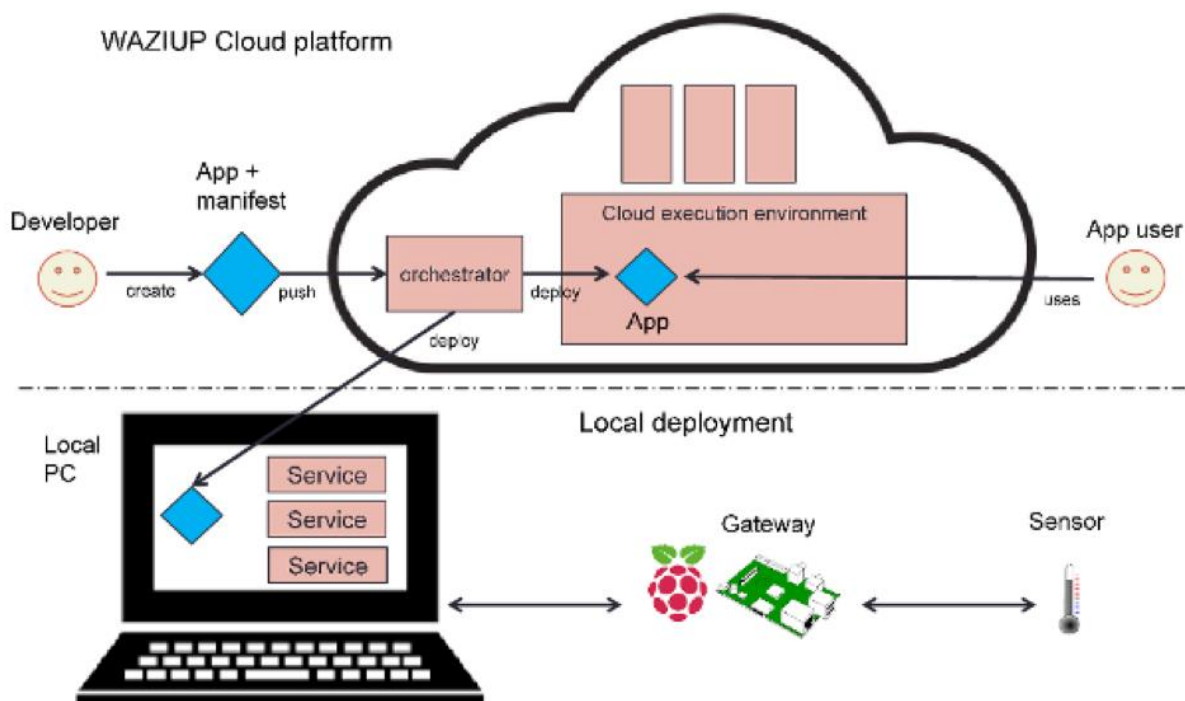 WAZIUP Cloud platform
App +
manifest
Developer
create
push
orchestrator
deploy
deploy
Cloud execution environment
App
App user
uses
Local deployment
Local
PC
Service
Service
Service
Gateway
Sensor